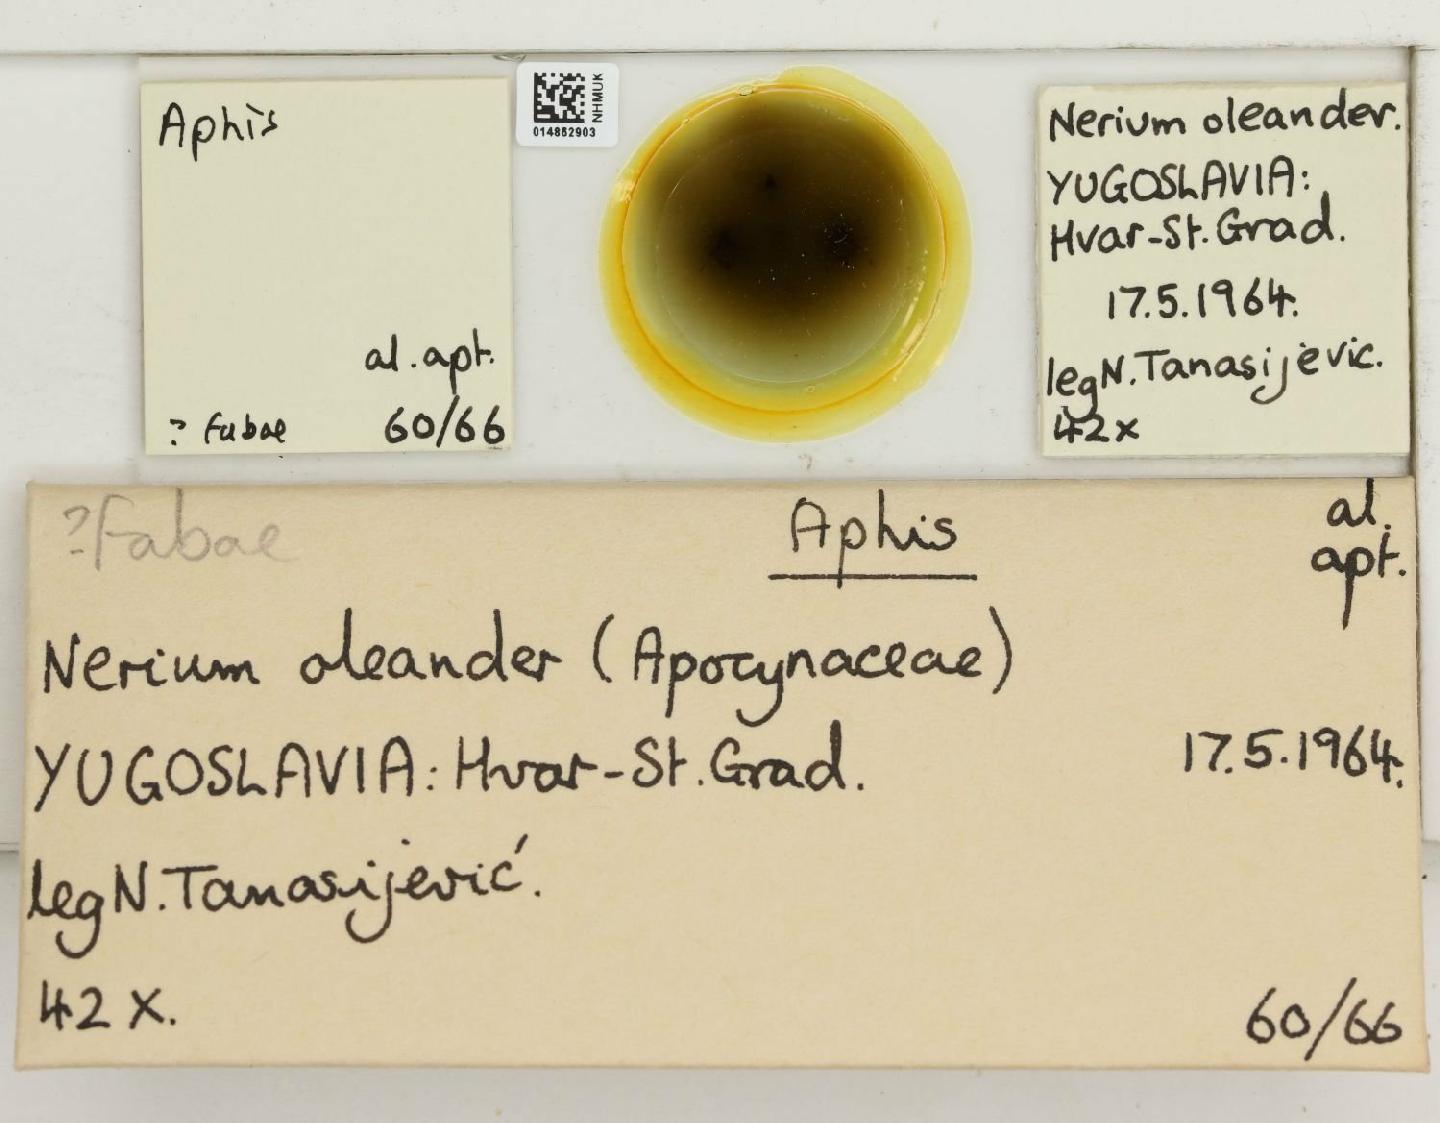 Aphis
al. apt.
? fabae 60/66
NHMUK
014852903
Nerium oleander.
YUGOSLAVIA:
Hvar-St. Grad.
17.5.1964.
leg N. Tanasijevic.
42x
?Fabae Aphis al.
apt.
Nerium oleander (Apocynaceae)
YUGOSLAVIA: Hvar-St. Grad. 17.5.1964.
leg N. Tanasijević.
42 X.
60/66